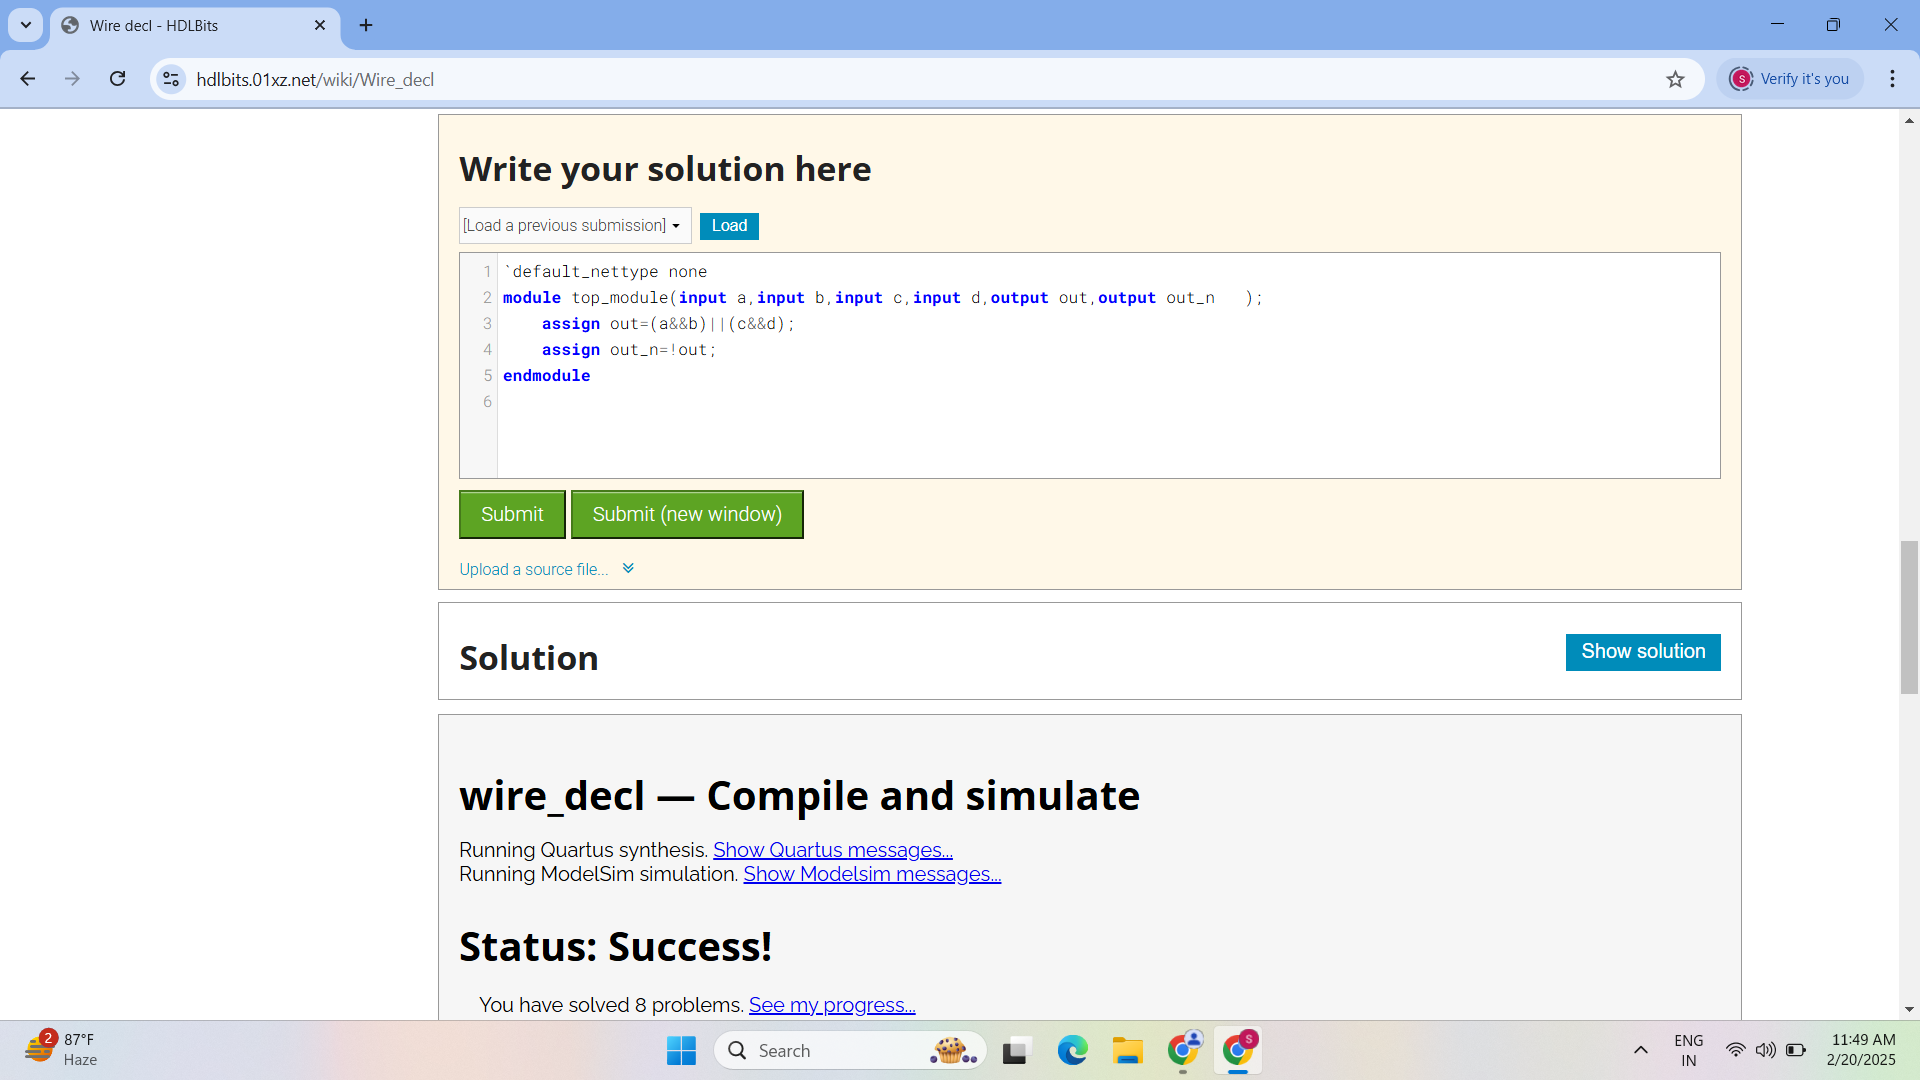 Wire decl - HDLBits
hdlbits.01xz.net/wiki/Wire_decl
S Verify it's you
Write your solution here
[Load a previous submission] Load
1 `default_nettype none
2 module top_module(input a,input b,input c,input d,output out,output out_n   );
3     assign out=(a&&b)||(c&&d);
4     assign out_n=!out;
5 endmodule
6
Submit Submit (new window)
Upload a source file...
Solution
Show solution
wire_decl — Compile and simulate
Running Quartus synthesis. Show Quartus messages...
Running ModelSim simulation. Show Modelsim messages...
Status: Success!
You have solved 8 problems. See my progress...
2
87°F
Haze
Search
S
ENG
IN
11:49 AM
2/20/2025